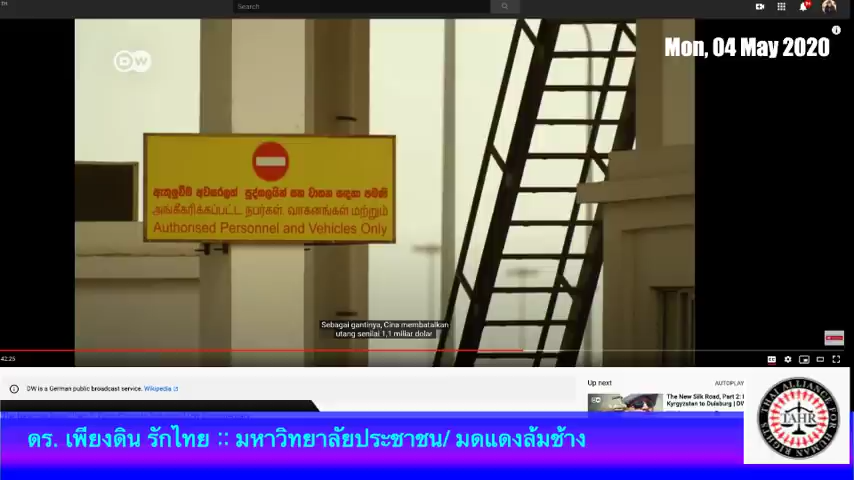 Search
Mon, 04 May 2020
DW
ඇතුලුවීම අවසරලත් පුද්ගලයින් සහ වාහන සඳහා පමණි
அங்கீகரிக்கப்பட்ட நபர்கள் வாகனங்கள் மற்றும்
Authorised Personnel and Vehicles Only
Sebagai gantinya, Cina membatalkan
utang senilai 1,1 miliar dolar
42:25
DW is a German public broadcast service. Wikipedia
Up next
AUTOPLAY
The New Silk Road, Part 2:
Kyrgyzstan to Duisburg | DW
ดร. เพียงดิน รักไทย :: มหาวิทยาลัยประชาชน/ มดแดงล้มช้าง
THAI ALLIANCE FOR HUMAN RIGHTS
TAHR